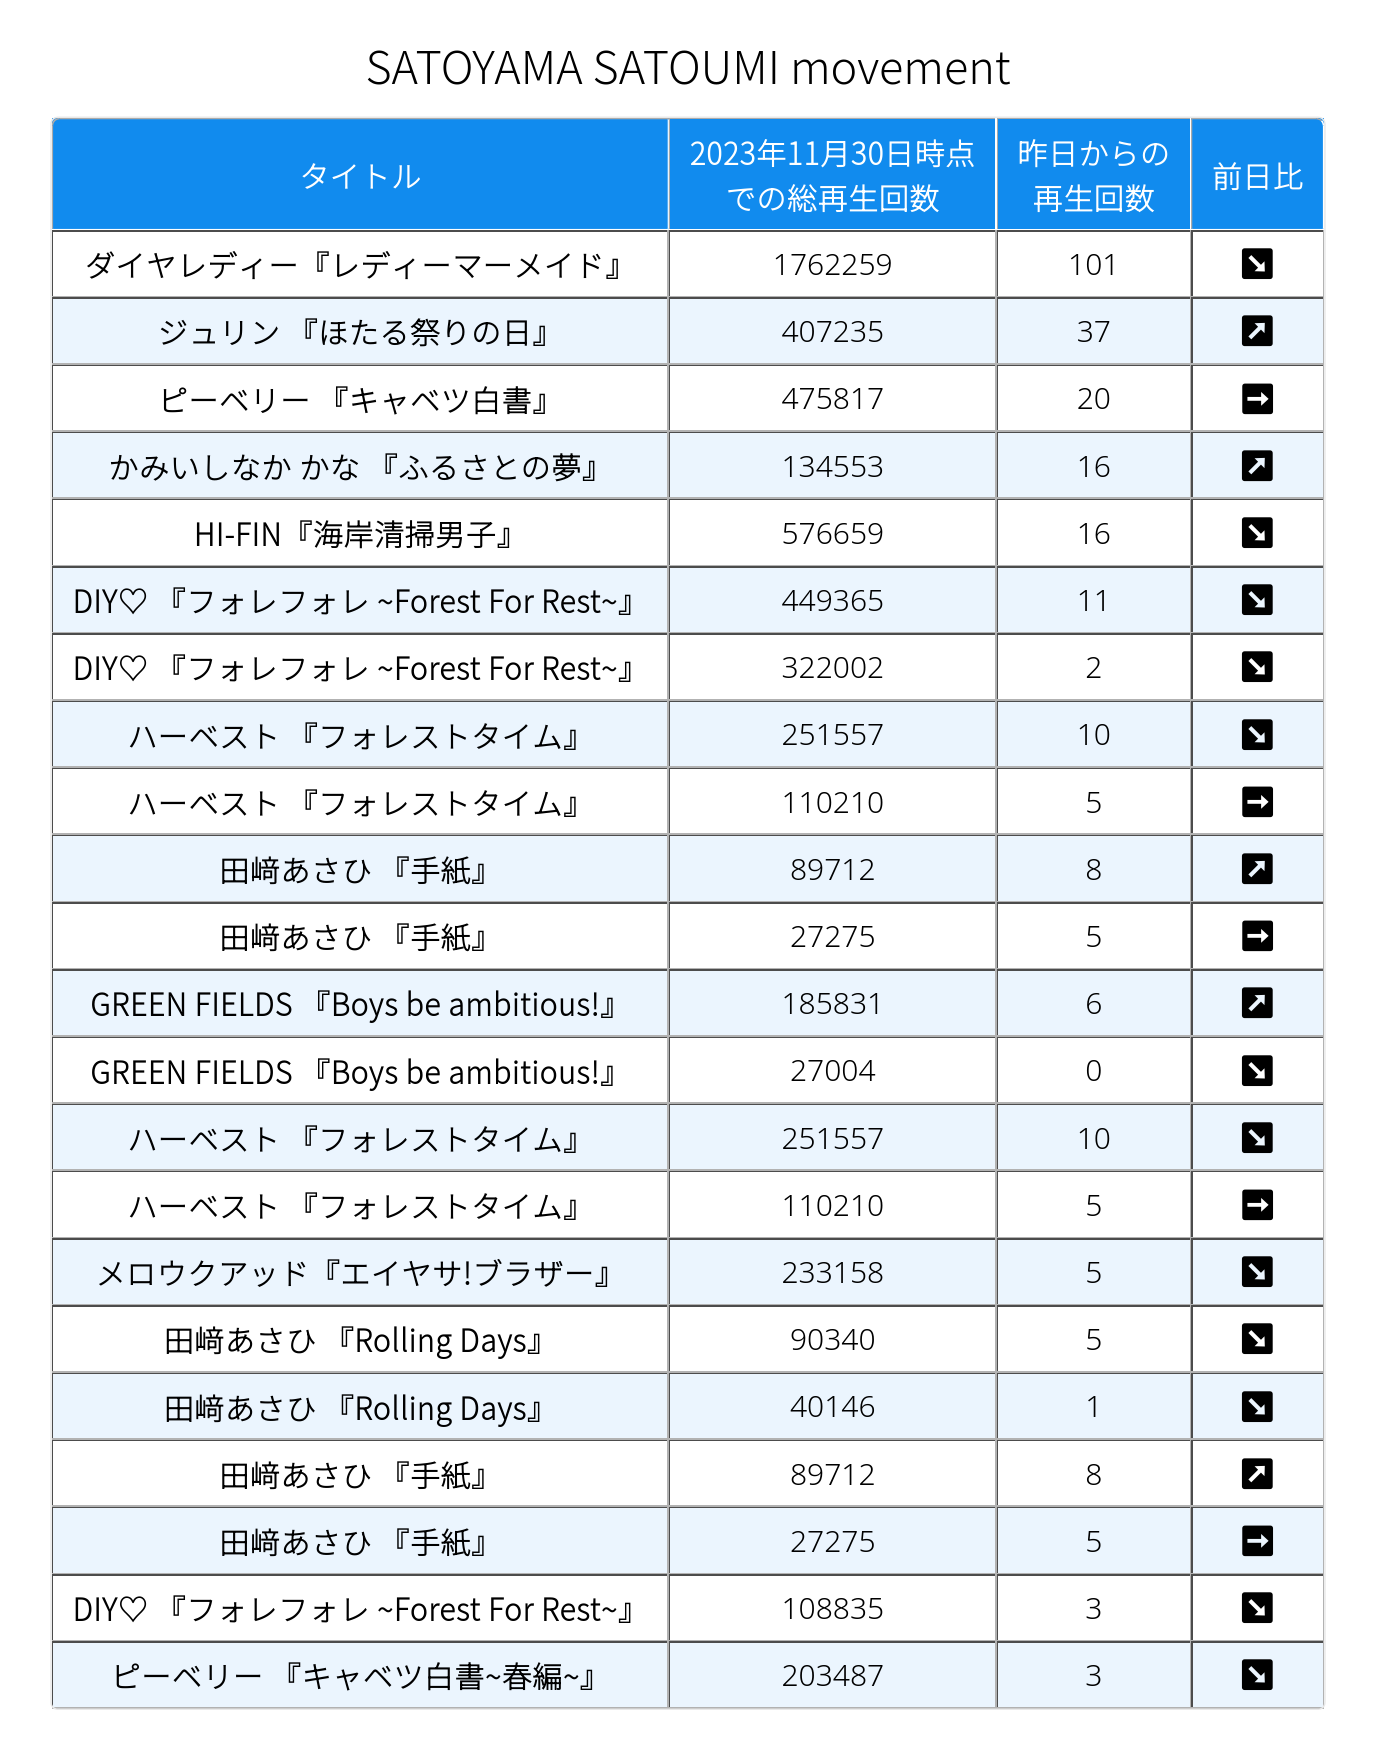 SATOYAMA SATOUMI movement
タイトル 2023年11月30日時点での総再生回数 昨日からの再生回数 前日比
ダイヤレディー『レディーマーメイド』 1762259 101 ↘
ジュリン 『ほたる祭りの日』 407235 37 ↗
ピーベリー 『キャベツ白書』 475817 20 →
かみいしなか かな 『ふるさとの夢』 134553 16 ↗
HI-FIN『海岸清掃男子』 576659 16 ↘
DIY♡ 『フォレフォレ ~Forest For Rest~』 449365 11 ↘
DIY♡ 『フォレフォレ ~Forest For Rest~』 322002 2 ↘
ハーベスト 『フォレストタイム』 251557 10 ↘
ハーベスト 『フォレストタイム』 110210 5 →
田﨑あさひ 『手紙』 89712 8 ↗
田﨑あさひ 『手紙』 27275 5 →
GREEN FIELDS 『Boys be ambitious!』 185831 6 ↗
GREEN FIELDS 『Boys be ambitious!』 27004 0 ↘
ハーベスト 『フォレストタイム』 251557 10 ↘
ハーベスト 『フォレストタイム』 110210 5 →
メロウクアッド『エイヤサ!ブラザー』 233158 5 ↘
田﨑あさひ 『Rolling Days』 90340 5 ↘
田﨑あさひ 『Rolling Days』 40146 1 ↘
田﨑あさひ 『手紙』 89712 8 ↗
田﨑あさひ 『手紙』 27275 5 →
DIY♡ 『フォレフォレ ~Forest For Rest~』 108835 3 ↘
ピーベリー 『キャベツ白書~春編~』 203487 3 ↘